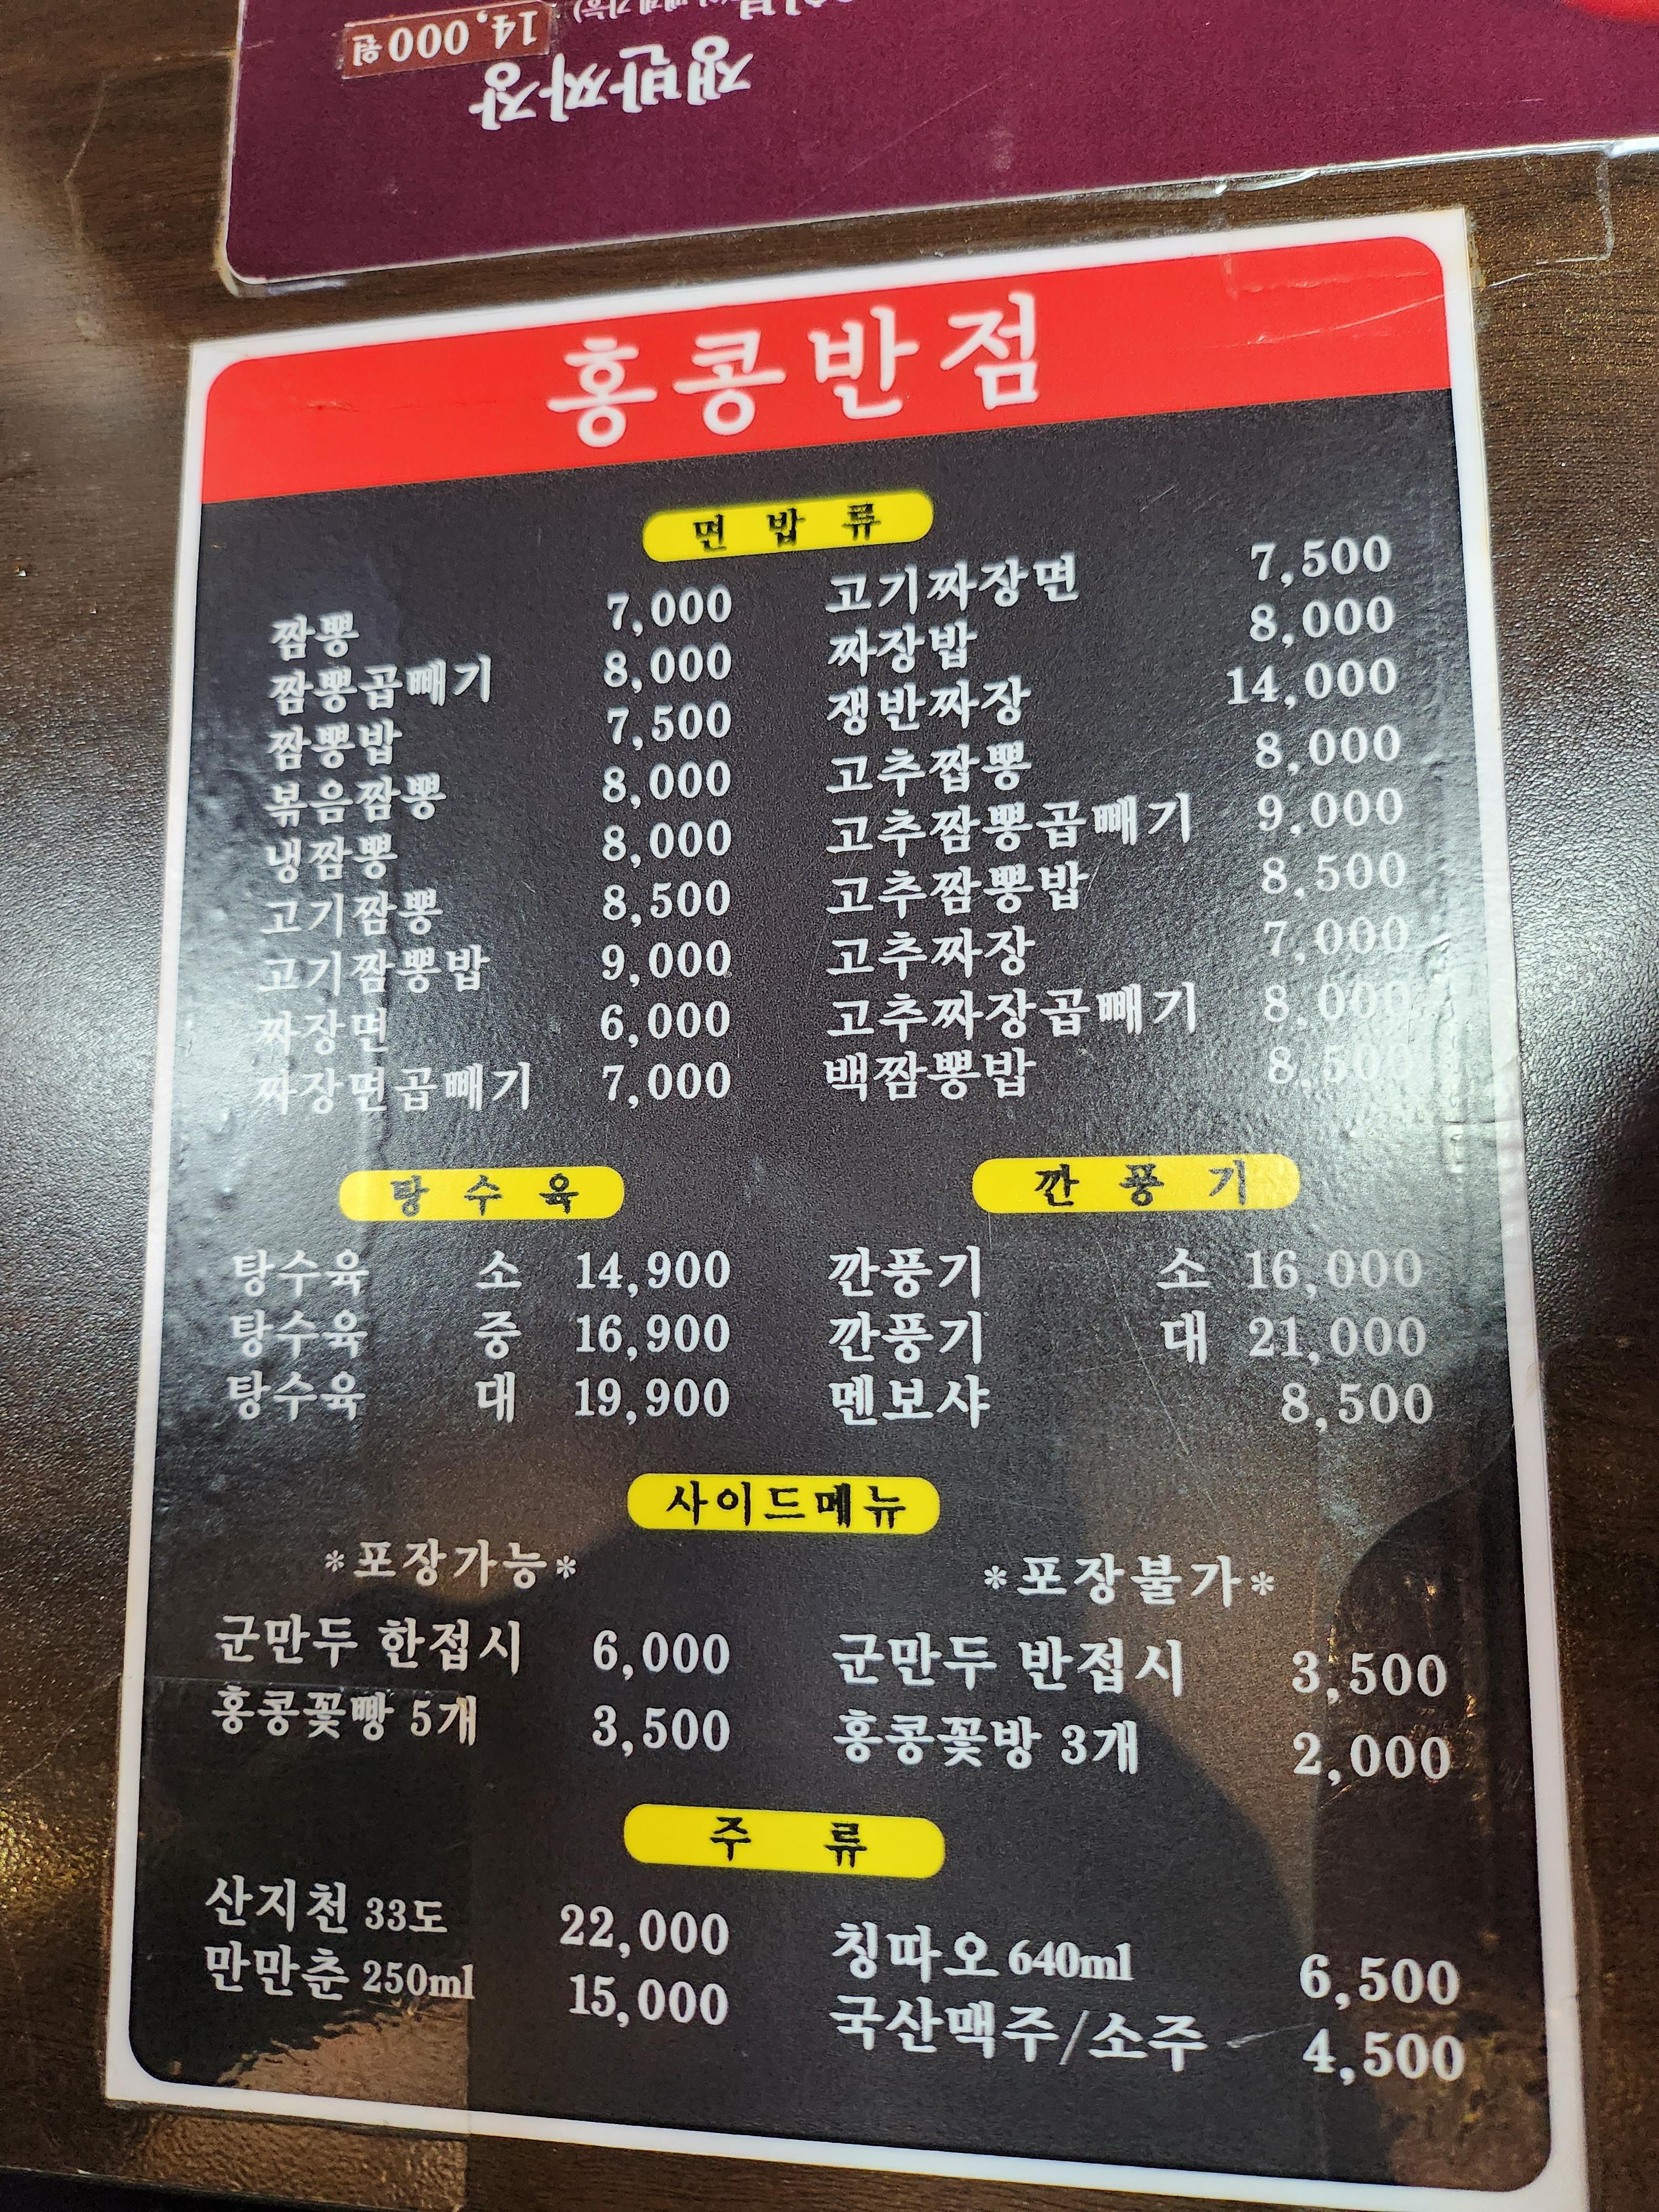 14,000원
쟁반짜장
홍콩반점
면 밥 류
짬뽕 7,000
짬뽕곱빼기 8,000
짬뽕밥 7,500
볶음짬뽕 8,000
냉짬뽕 8,000
고기짬뽕 8,500
고기짬뽕밥 9,000
짜장면 6,000
짜장면곱빼기 7,000
고기짜장면 7,500
짜장밥 8,000
쟁반짜장 14,000
고추짭뽕 8,000
고추짬뽕곱빼기 9,000
고추짬뽕밥 8,500
고추짜장 7,000
고추짜장곱빼기 8,000
백짬뽕밥 8,500
탕 수 육
탕수육 소 14,900
탕수육 중 16,900
탕수육 대 19,900
깐 풍 기
깐풍기 소 16,000
깐풍기 대 21,000
멘보샤 8,500
사이드메뉴
*포장가능*
군만두 한접시 6,000
홍콩꽃빵 5개 3,500
*포장불가*
군만두 반접시 3,500
홍콩꽃방 3개 2,000
주 류
산지천 33도 22,000
만만춘 250ml 15,000
칭따오 640ml 6,500
국산맥주/소주 4,500